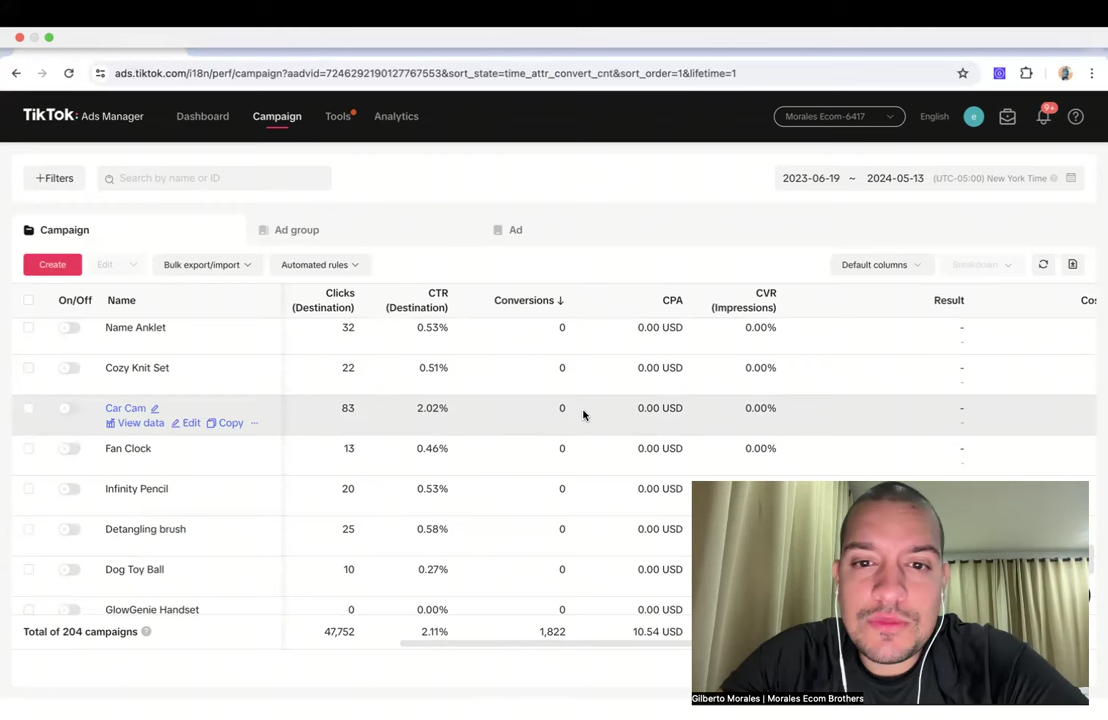 ads.tiktok.com/i18n/perf/campaign?aadvid=7246292190127767553&sort_state=time_attr_convert_cnt&sort_order=1&lifetime=1
TikTok: Ads Manager Dashboard Campaign Tools Analytics Morales Ecom-6417 English e 9+
+Filters Search by name or ID 2023-06-19 ~ 2024-05-13 (UTC-05:00) New York Time
Campaign Ad group Ad
Create Edit Bulk export/import Automated rules Default columns Breakdown
On/Off Name Clicks (Destination) CTR (Destination) Conversions CPA CVR (Impressions) Result Cos
Name Anklet 32 0.53% 0 0.00 USD 0.00% -
-
Cozy Knit Set 22 0.51% 0 0.00 USD 0.00% -
-
Car Cam 83 2.02% 0 0.00 USD 0.00% -
View data Edit Copy ... -
Fan Clock 13 0.46% 0 0.00 USD 0.00% -
-
Infinity Pencil 20 0.53% 0 0.00 USD
Detangling brush 25 0.58% 0 0.00 USD
Dog Toy Ball 10 0.27% 0 0.00 USD
GlowGenie Handset 0 0.00% 0 0.00 USD
Total of 204 campaigns 47,752 2.11% 1,822 10.54 USD
Gilberto Morales | Morales Ecom Brothers